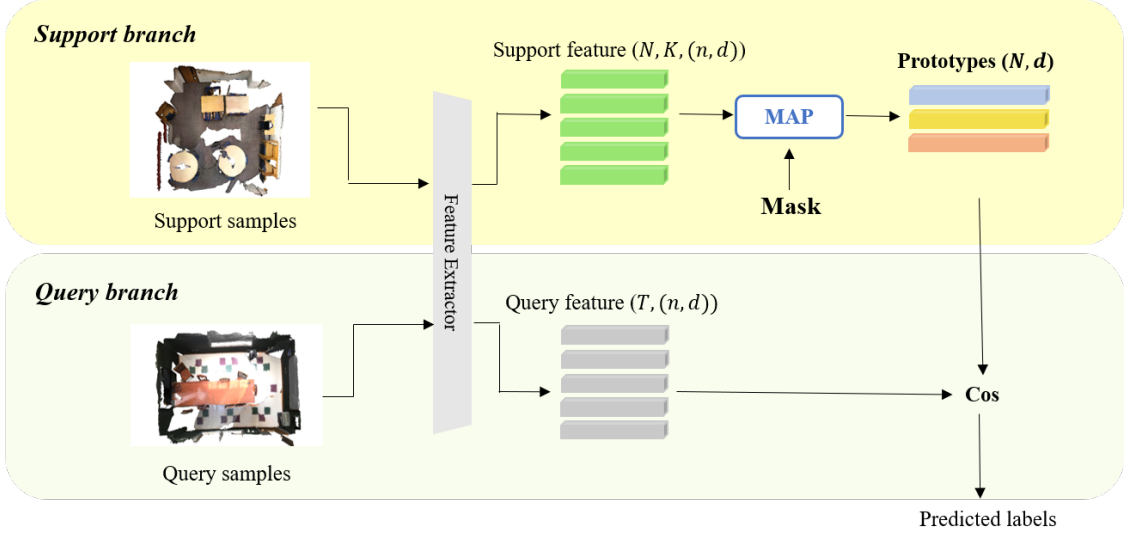 Support branch
Support feature (N, K, (n, d))
Prototypes (N, d)
MAP
Mask
Support samples
Feature Extractor
Query branch
Query feature (T, (n, d))
Cos
Query samples
Predicted labels